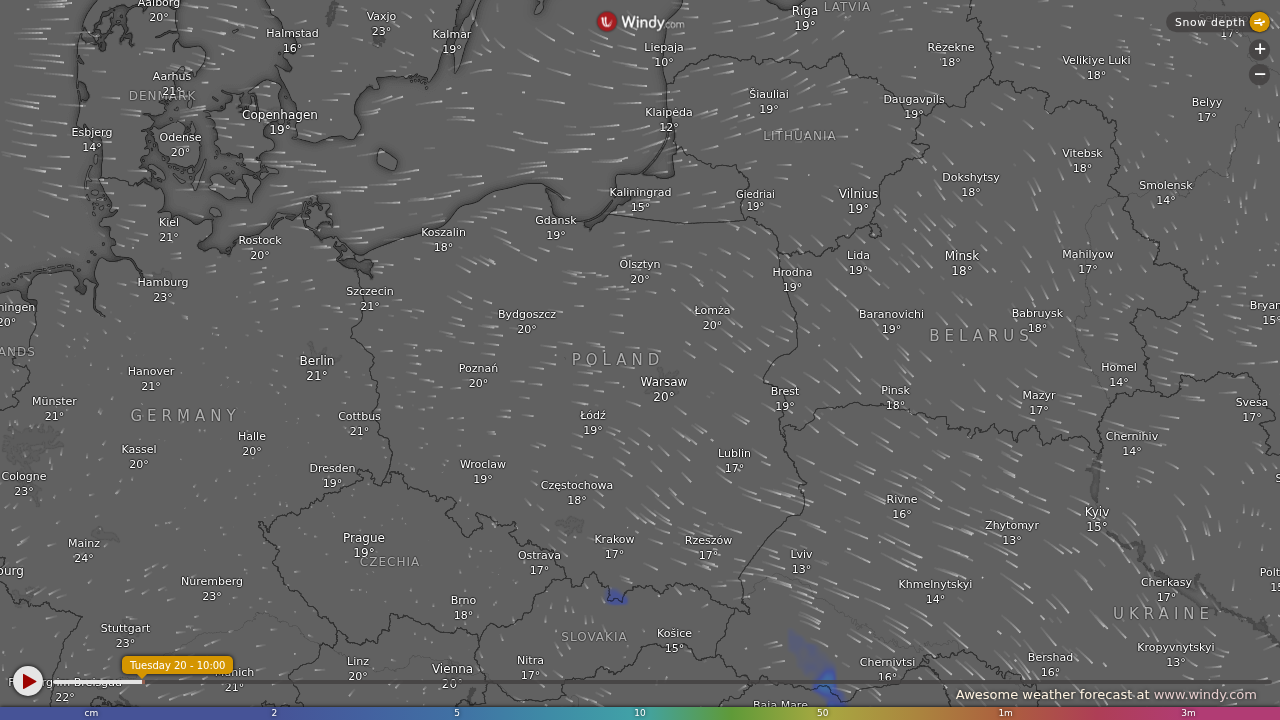 Aalborg
20°
Vaxjo
23°
Halmstad
16°
Kalmar
19°
Windy.com
Liepaja
10°
Riga
19°
LATVIA
Rēzekne
18°
Velikiye Luki
18°
Snow depth
17°
+
−
Aarhus
21°
DENMARK
Copenhagen
19°
Klaipėda
12°
Šiauliai
19°
Daugavpils
19°
Belyy
17°
Esbjerg
14°
Odense
20°
LITHUANIA
Vitebsk
18°
Kaliningrad
15°
Giedriai
19°
Vilnius
19°
Dokshytsy
18°
Smolensk
14°
Kiel
21°
Rostock
20°
Koszalin
18°
Gdansk
19°
Olsztyn
20°
Hrodna
19°
Lida
19°
Minsk
18°
Mahilyow
17°
Hamburg
23°
Szczecin
21°
Bydgoszcz
20°
Łomża
20°
Baranovichi
19°
Babruysk
18°
BELARUS
15°
20°
Berlin
21°
POLAND
Hanover
21°
Poznań
20°
Warsaw
20°
Brest
19°
Pinsk
18°
Homel
14°
Mazyr
17°
Münster
21°
GERMANY
Cottbus
21°
Łódź
19°
Svesa
17°
Halle
20°
Kassel
20°
Lublin
17°
Chernihiv
14°
Cologne
23°
Dresden
19°
Wroclaw
19°
Częstochowa
18°
Rivne
16°
Kyiv
15°
Mainz
24°
Prague
19°
CZECHIA
Ostrava
17°
Krakow
17°
Rzeszów
17°
Lviv
13°
Zhytomyr
13°
Nuremberg
23°
Brno
18°
Khmelnytskyi
14°
Cherkasy
17°
UKRAINE
Stuttgart
23°
SLOVAKIA
Košice
15°
Kropyvnytskyi
13°
Tuesday 20 - 10:00
22°
21°
Linz
20°
Vienna
20°
Nitra
17°
Chernivtsi
16°
Bershad
16°
Baia Mare
Awesome weather forecast at www.windy.com
cm 2 5 10 50 1m 3m